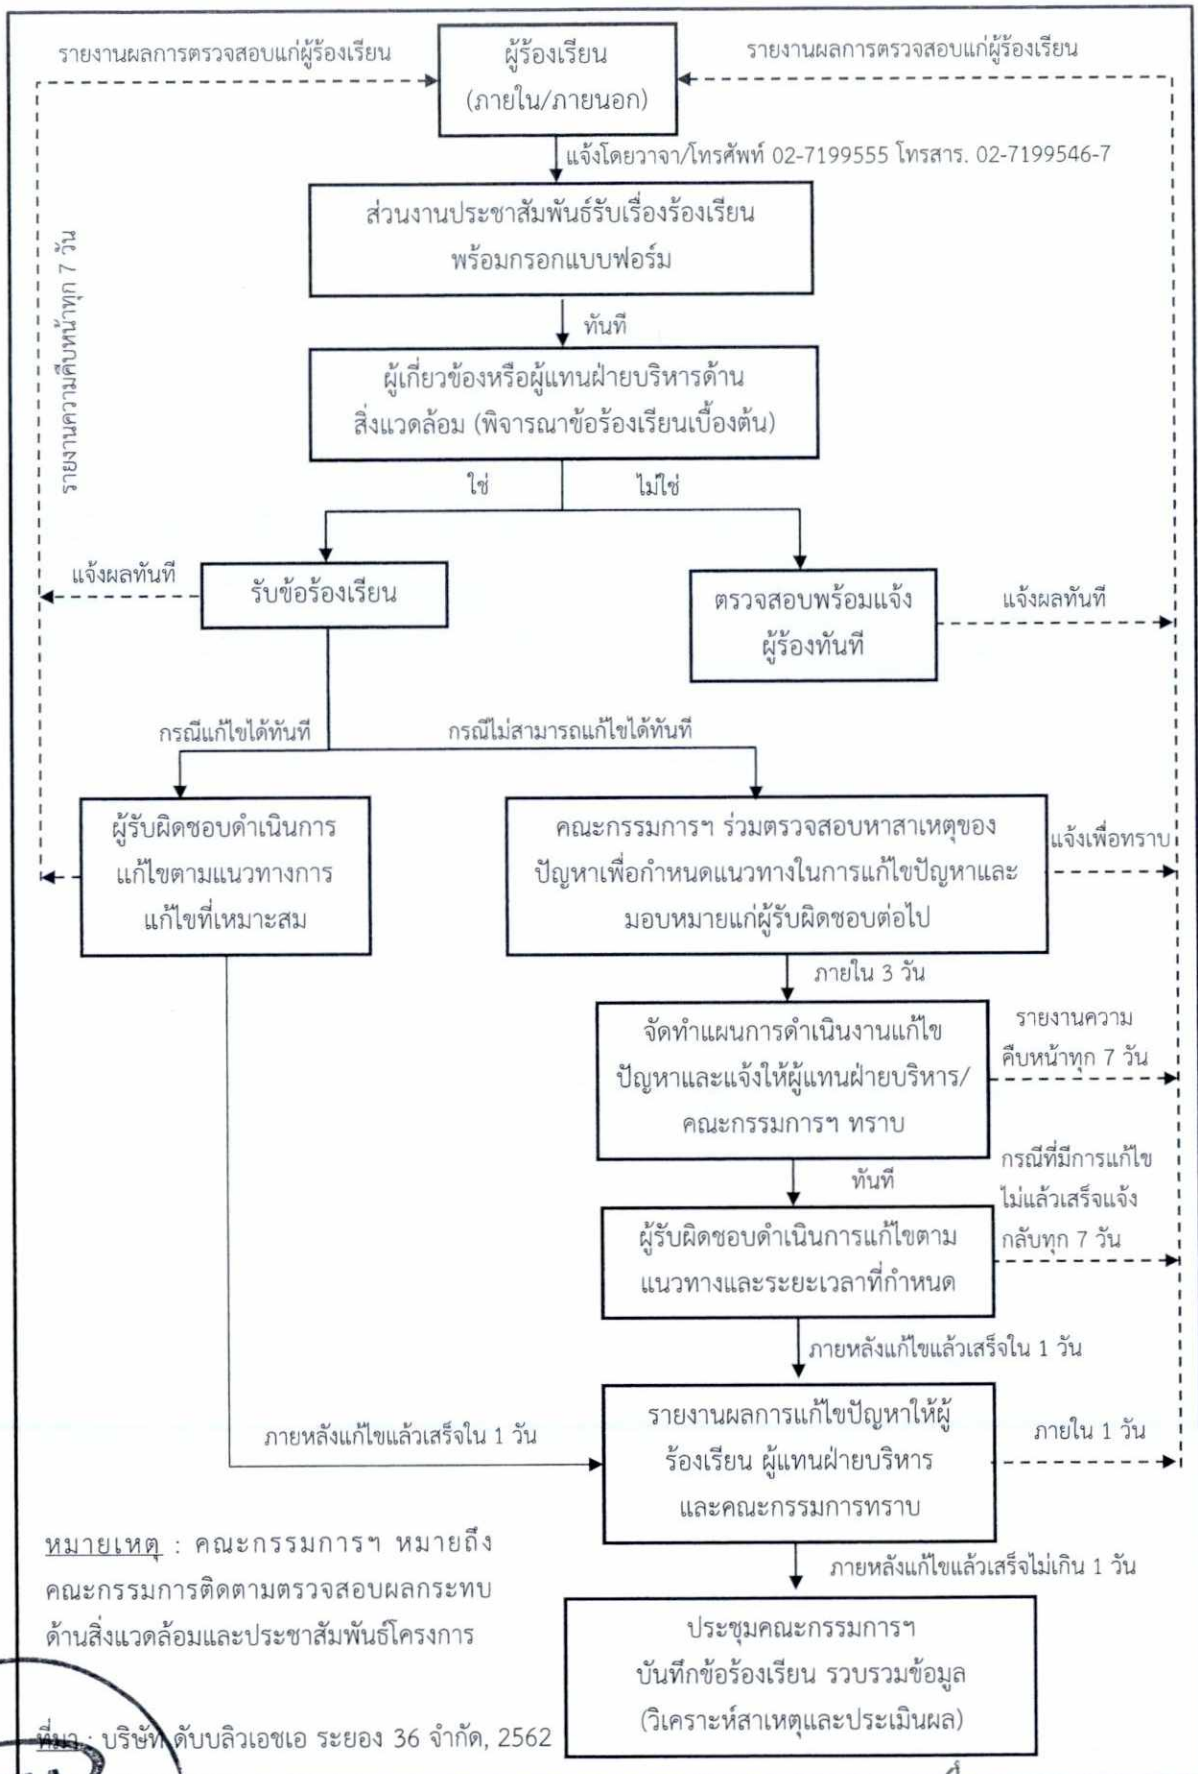 รายงานผลการตรวจสอบแก่ผู้ร้องเรียน
ผู้ร้องเรียน
(ภายใน/ภายนอก)
รายงานผลการตรวจสอบแก่ผู้ร้องเรียน
แจ้งโดยวาจา/โทรศัพท์ 02-7199555 โทรสาร. 02-7199546-7
ส่วนงานประชาสัมพันธ์รับเรื่องร้องเรียน
พร้อมกรอกแบบฟอร์ม
รายงานความคืบหน้าทุก 7 วัน
ทันที
ผู้เกี่ยวข้องหรือผู้แทนฝ่ายบริหารด้าน
สิ่งแวดล้อม (พิจารณาข้อร้องเรียนเบื้องต้น)
ใช่
ไม่ใช่
แจ้งผลทันที
รับข้อร้องเรียน
ตรวจสอบพร้อมแจ้ง
ผู้ร้องทันที
แจ้งผลทันที
กรณีแก้ไขได้ทันที
กรณีไม่สามารถแก้ไขได้ทันที
ผู้รับผิดชอบดำเนินการ
แก้ไขตามแนวทางการ
แก้ไขที่เหมาะสม
คณะกรรมการฯ ร่วมตรวจสอบหาสาเหตุของ
ปัญหาเพื่อกำหนดแนวทางในการแก้ไขปัญหาและ
มอบหมายแก่ผู้รับผิดชอบต่อไป
แจ้งเพื่อทราบ
ภายใน 3 วัน
จัดทำแผนการดำเนินงานแก้ไข
ปัญหาและแจ้งให้ผู้แทนฝ่ายบริหาร/
คณะกรรมการฯ ทราบ
รายงานความ
คืบหน้าทุก 7 วัน
ทันที
กรณีที่มีการแก้ไข
ไม่แล้วเสร็จแจ้ง
กลับทุก 7 วัน
ผู้รับผิดชอบดำเนินการแก้ไขตาม
แนวทางและระยะเวลาที่กำหนด
ภายหลังแก้ไขแล้วเสร็จใน 1 วัน
ภายหลังแก้ไขแล้วเสร็จใน 1 วัน
รายงานผลการแก้ไขปัญหาให้ผู้
ร้องเรียน ผู้แทนฝ่ายบริหาร
และคณะกรรมการทราบ
ภายใน 1 วัน
ภายหลังแก้ไขแล้วเสร็จไม่เกิน 1 วัน
หมายเหตุ : คณะกรรมการฯ หมายถึง
คณะกรรมการติดตามตรวจสอบผลกระทบ
ด้านสิ่งแวดล้อมและประชาสัมพันธ์โครงการ
ประชุมคณะกรรมการฯ
บันทึกข้อร้องเรียน รวบรวมข้อมูล
(วิเคราะห์สาเหตุและประเมินผล)
ที่มา : บริษัท ดับบลิวเอชเอ ระยอง 36 จำกัด, 2562